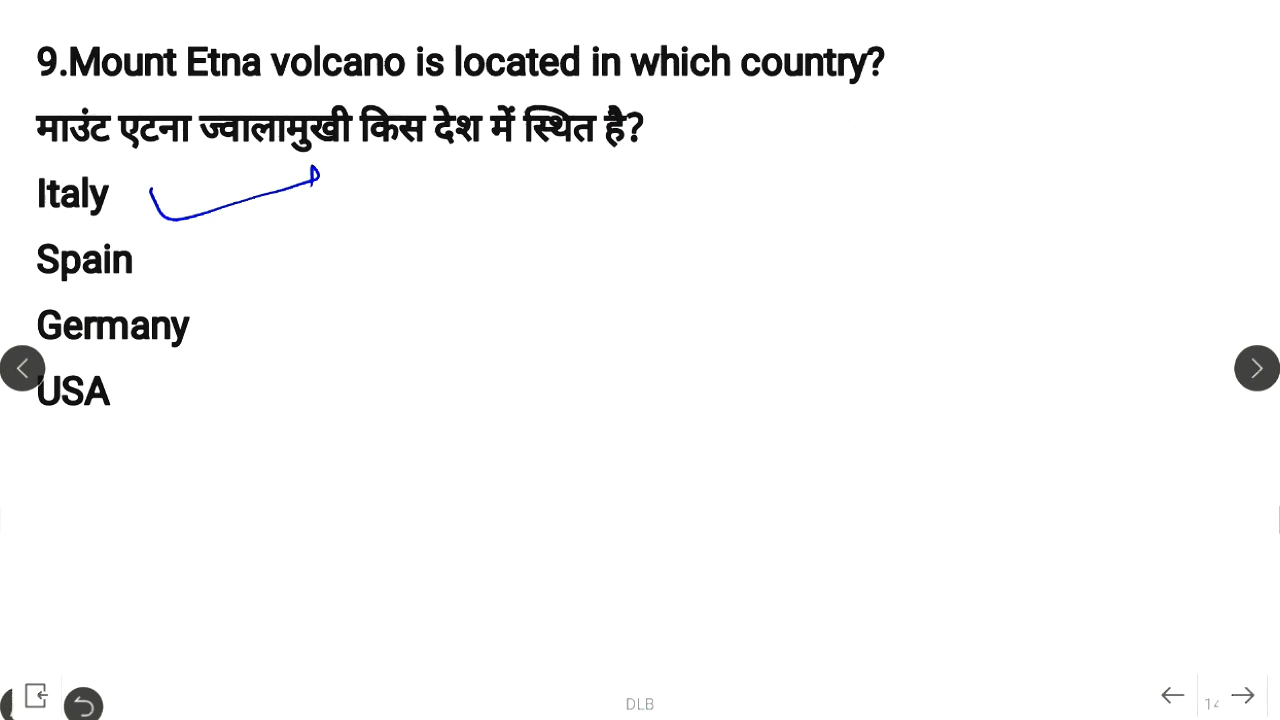 9.Mount Etna volcano is located in which country?
माउंट एटना ज्वालामुखी किस देश में स्थित है?
Italy
Spain
Germany
USA
DLB